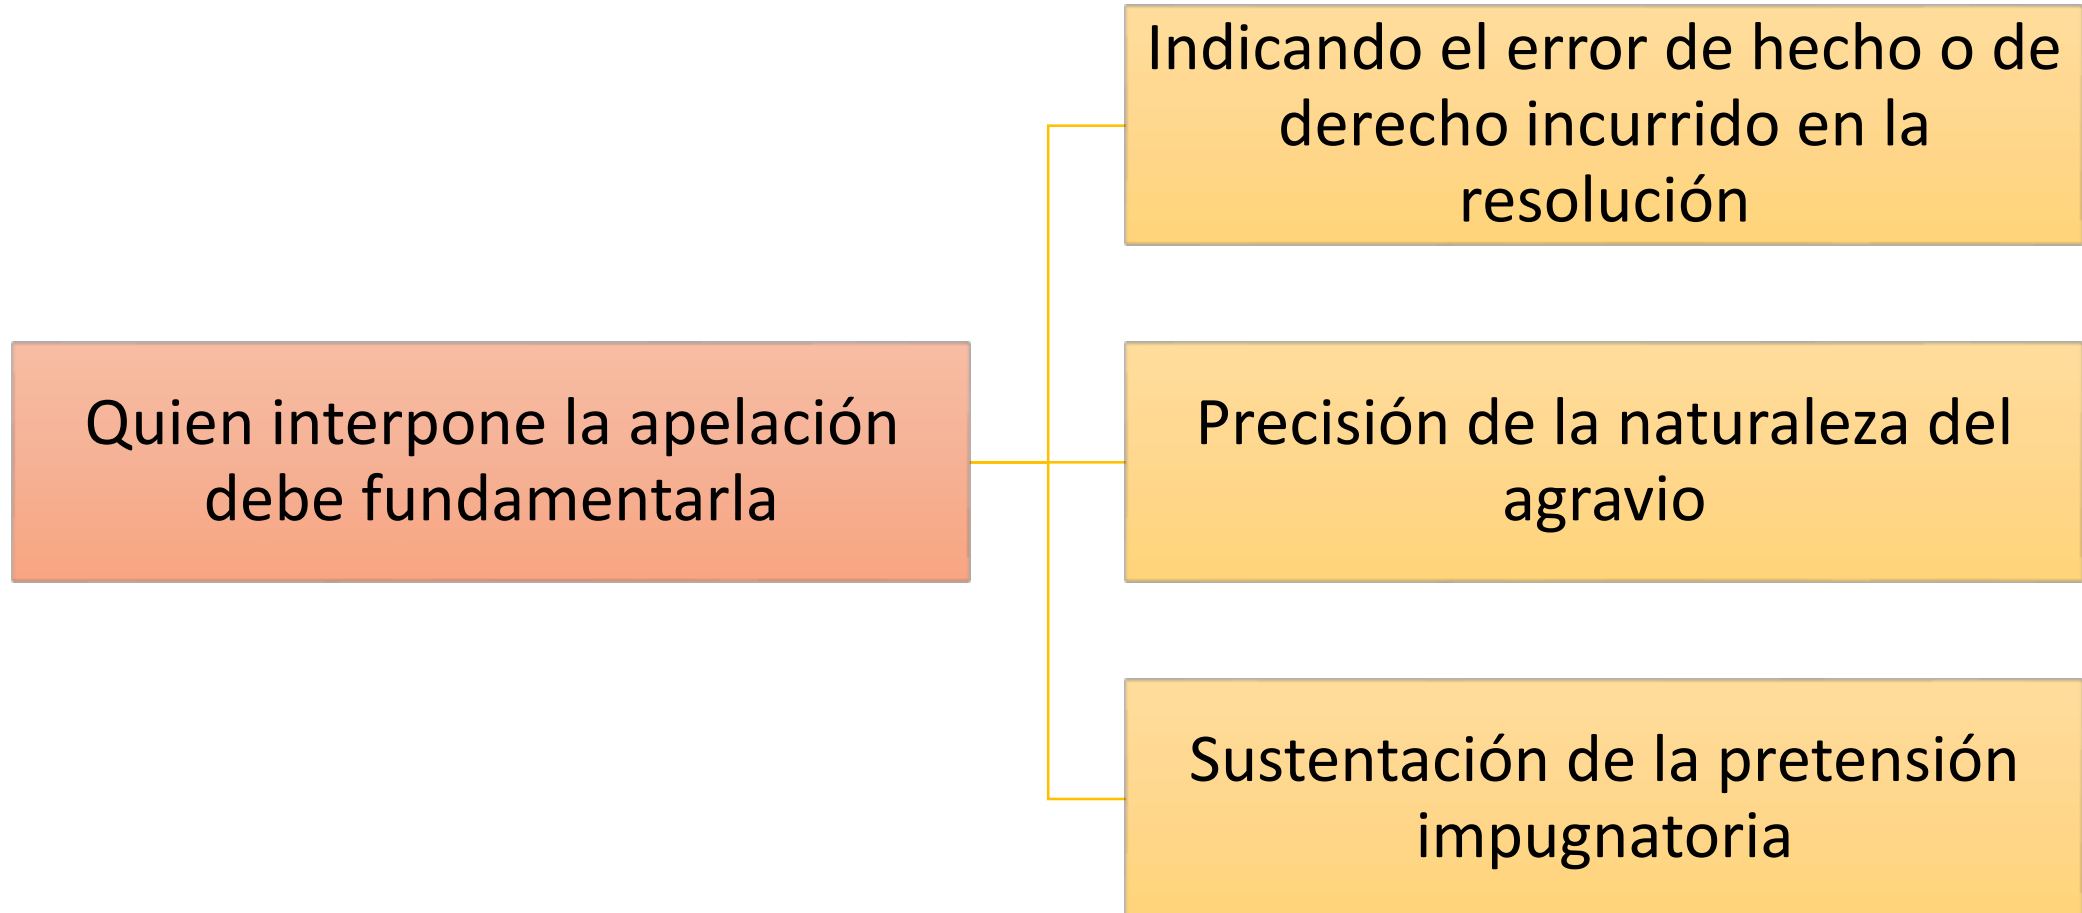 Quien interpone la apelación
debe fundamentarla
Indicando el error de hecho o de
derecho incurrido en la
resolución
Precisión de la naturaleza del
agravio
Sustentación de la pretensión
impugnatoria